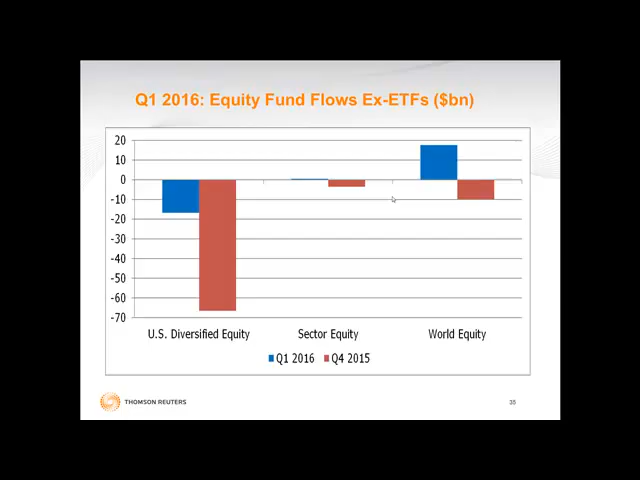 Q1 2016: Equity Fund Flows Ex-ETFs ($bn)
20
10
0
-10
-20
-30
-40
-50
-60
-70
U.S. Diversified Equity Sector Equity World Equity
Q1 2016 Q4 2015
THOMSON REUTERS 35